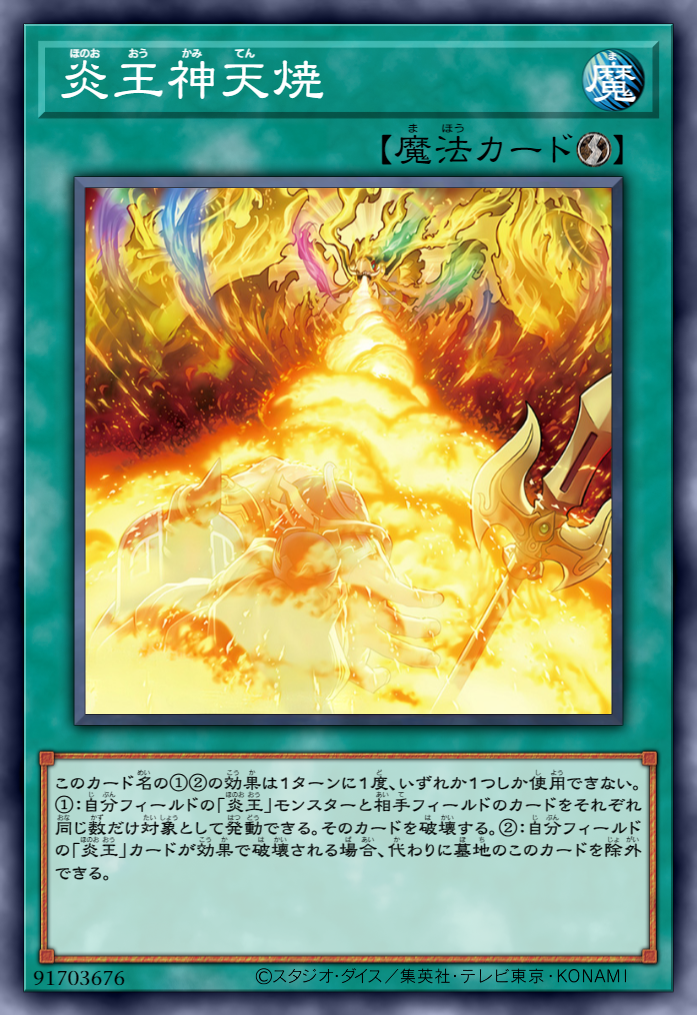 炎王神天焼
魔
【魔法カード】
このカード名の①②の効果は1ターンに1度、いずれか1つしか使用できない。
①:自分フィールドの「炎王」モンスターと相手フィールドのカードをそれぞれ
同じ数だけ対象として発動できる。そのカードを破壊する。②:自分フィールド
の「炎王」カードが効果で破壊される場合、代わりに墓地のこのカードを除外
できる。
91703676
©スタジオ・ダイス/集英社・テレビ東京・KONAMI